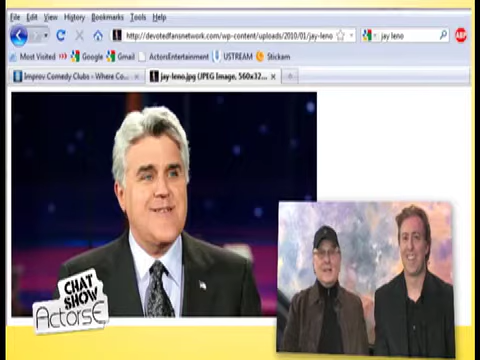 File Edit View History Bookmarks Tools Help
http://devotedfansnetwork.com/wp-content/uploads/2010/01/jay-leno
jay leno
ABP
Most Visited Google Gmail ActorsEntertainment USTREAM Stickam
Improv Comedy Clubs - Where Co...
jay-leno.jpg (JPEG Image, 560x32...
CHAT
SHOW
ActorsE